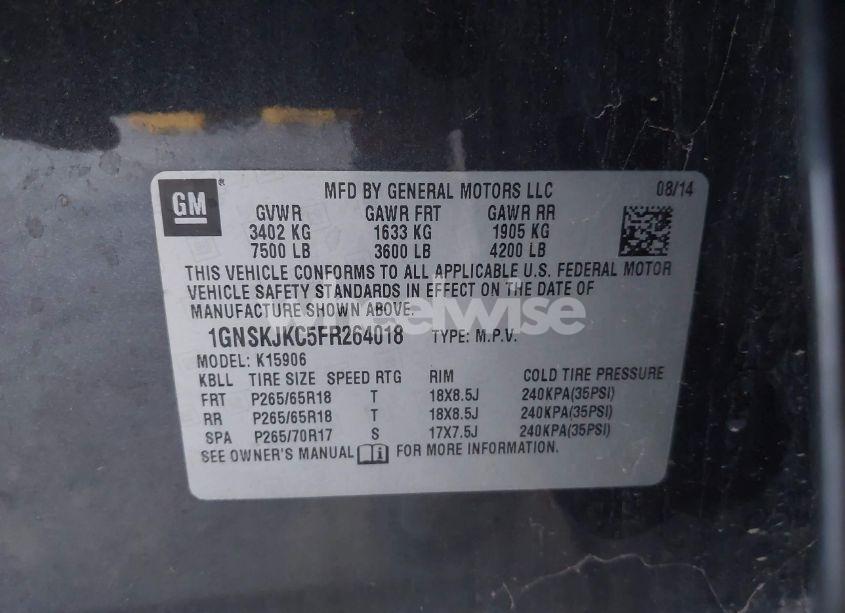 GM
MFD BY GENERAL MOTORS LLC 08/14
GVWR GAWR FRT GAWR RR
3402 KG 1633 KG 1905 KG
7500 LB 3600 LB 4200 LB
THIS VEHICLE CONFORMS TO ALL APPLICABLE U.S. FEDERAL MOTOR
VEHICLE SAFETY STANDARDS IN EFFECT ON THE DATE OF
MANUFACTURE SHOWN ABOVE.
1GNSKJKC5FR264018 TYPE: M.P.V.
MODEL: K15906
KBLL TIRE SIZE SPEED RTG RIM COLD TIRE PRESSURE
FRT P265/65R18 T 18X8.5J 240KPA(35PSI)
RR P265/65R18 T 18X8.5J 240KPA(35PSI)
SPA P265/70R17 S 17X7.5J 240KPA(35PSI)
SEE OWNER'S MANUAL FOR MORE INFORMATION.